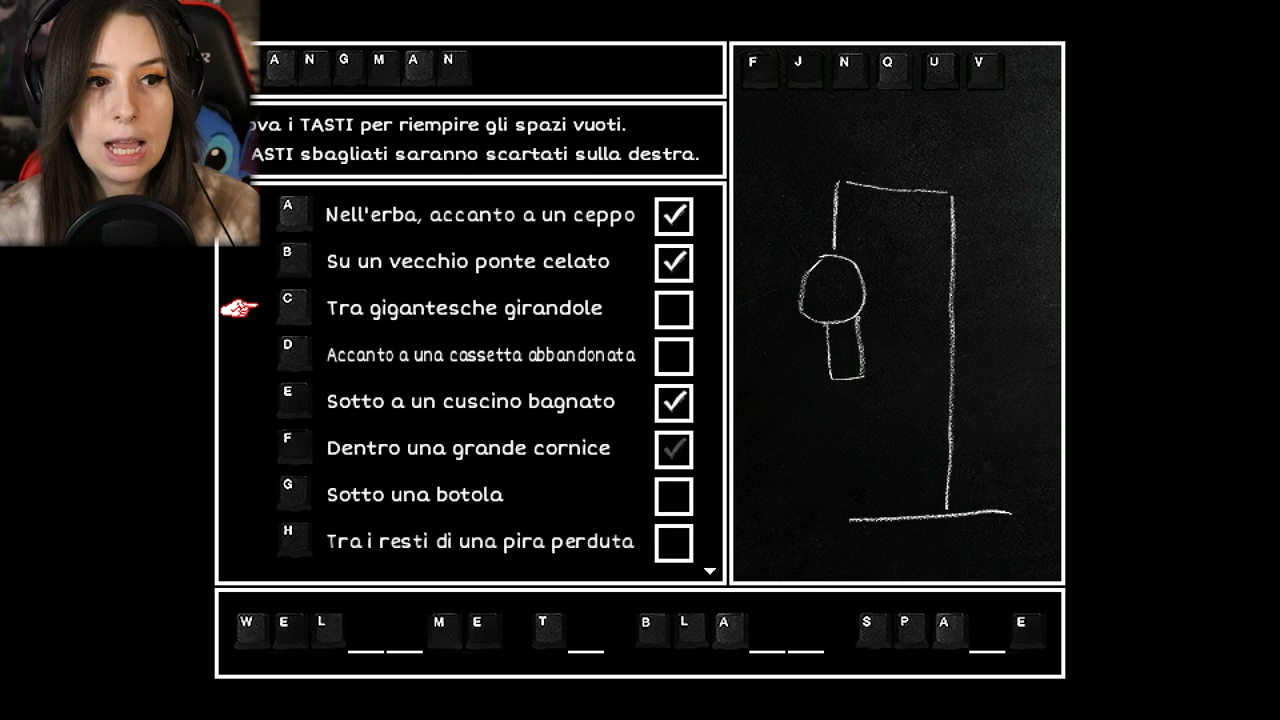 A N G M A N
ova i TASTI per riempire gli spazi vuoti.
ASTI sbagliati saranno scartati sulla destra.
A Nell'erba, accanto a un ceppo
B Su un vecchio ponte celato
C Tra gigantesche girandole
D Accanto a una cassetta abbandonata
E Sotto a un cuscino bagnato
F Dentro una grande cornice
G Sotto una botola
H Tra i resti di una pira perduta
F J N Q U V
W E L _ _ M E T _ B L A _ _ S P A _ E